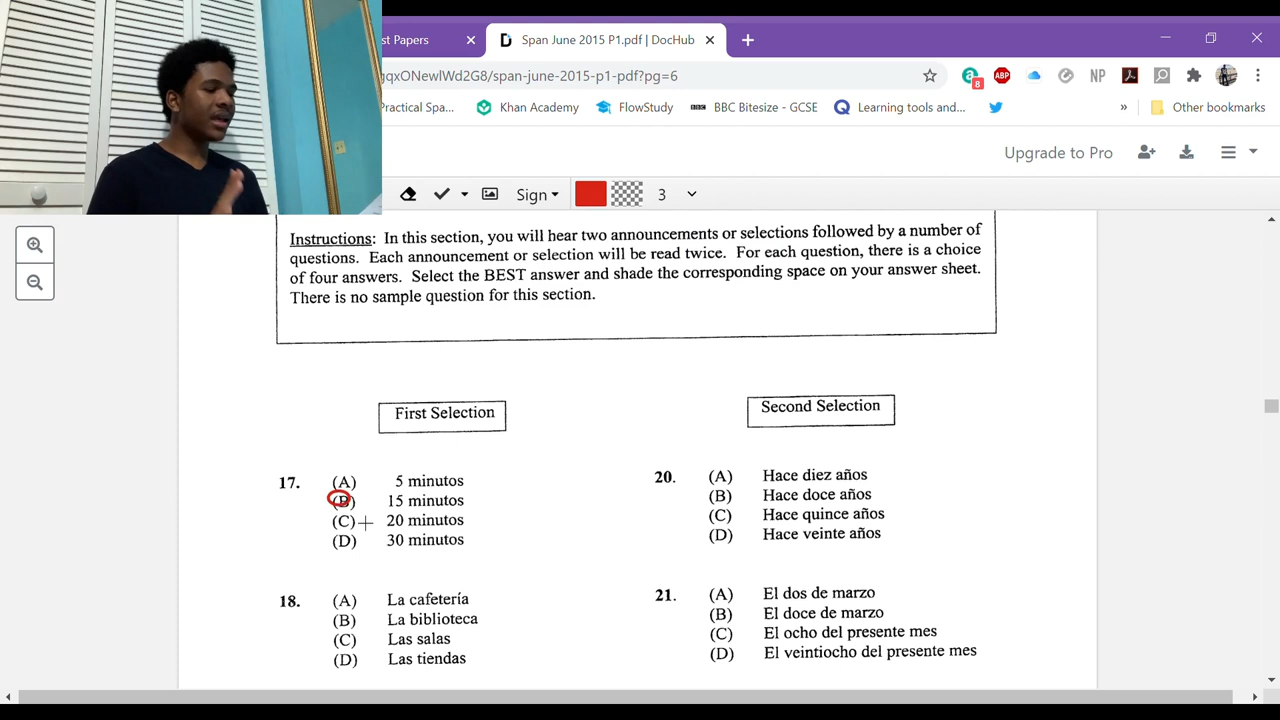 st Papers
Span June 2015 P1.pdf | DocHub
gqxONewlWd2G8/span-june-2015-p1-pdf?pg=6
8
ABP
NP
Practical Spa...
Khan Academy
FlowStudy
BBC Bitesize - GCSE
Learning tools and...
»
Other bookmarks
Upgrade to Pro
Sign
3
Instructions: In this section, you will hear two announcements or selections followed by a number of
questions. Each announcement or selection will be read twice. For each question, there is a choice
of four answers. Select the BEST answer and shade the corresponding space on your answer sheet.
There is no sample question for this section.
First Selection
17. (A) 5 minutos
(B) 15 minutos
(C) 20 minutos
(D) 30 minutos
18. (A) La cafetería
(B) La biblioteca
(C) Las salas
(D) Las tiendas
Second Selection
20. (A) Hace diez años
(B) Hace doce años
(C) Hace quince años
(D) Hace veinte años
21. (A) El dos de marzo
(B) El doce de marzo
(C) El ocho del presente mes
(D) El veintiocho del presente mes